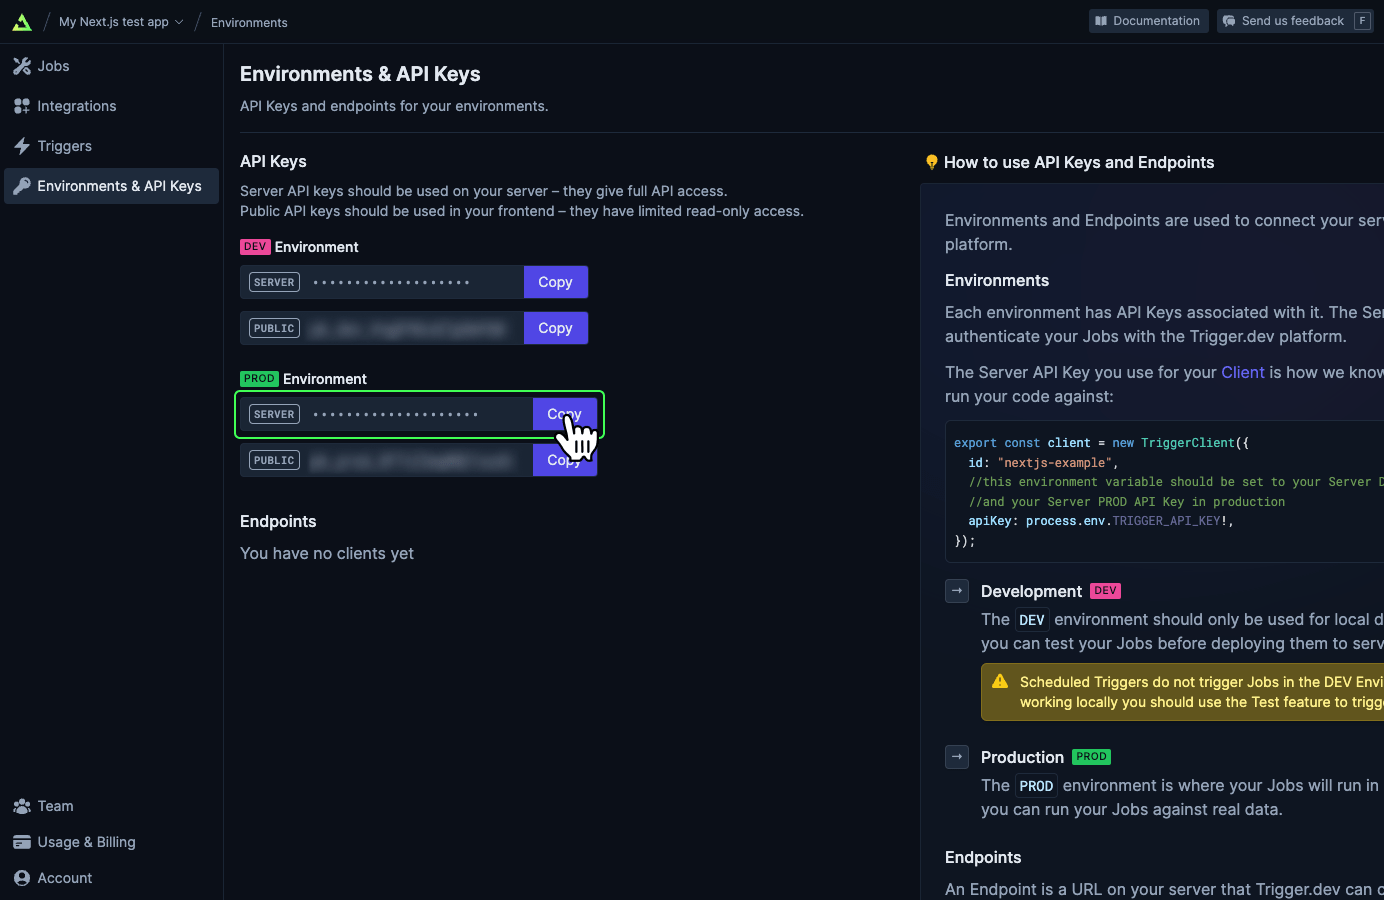 My Next.js test app
Environments
Documentation
Send us feedback F
Jobs
Integrations
Triggers
Environments & API Keys
Team
Usage & Billing
Account
Environments & API Keys
API Keys and endpoints for your environments.
API Keys
Server API keys should be used on your server – they give full API access.
Public API keys should be used in your frontend – they have limited read-only access.
DEV Environment
SERVER •••••••••••••••••••• Copy
PUBLIC Copy
PROD Environment
SERVER •••••••••••••••••••• Copy
PUBLIC Copy
Endpoints
You have no clients yet
How to use API Keys and Endpoints
Environments and Endpoints are used to connect your
platform.
Environments
Each environment has API Keys associated with it. The
authenticate your Jobs with the Trigger.dev platform.
The Server API Key you use for your Client is how we know
run your code against:
export const client = new TriggerClient({
id: "nextjs-example",
//this environment variable should be set to your Server
//and your Server PROD API Key in production
apiKey: process.env.TRIGGER_API_KEY!,
});
→ Development DEV
The DEV environment should only be used for local
you can test your Jobs before deploying them to
Scheduled Triggers do not trigger Jobs in the DEV
working locally you should use the Test feature to
→ Production PROD
The PROD environment is where your Jobs will run in
you can run your Jobs against real data.
Endpoints
An Endpoint is a URL on your server that Trigger.dev can